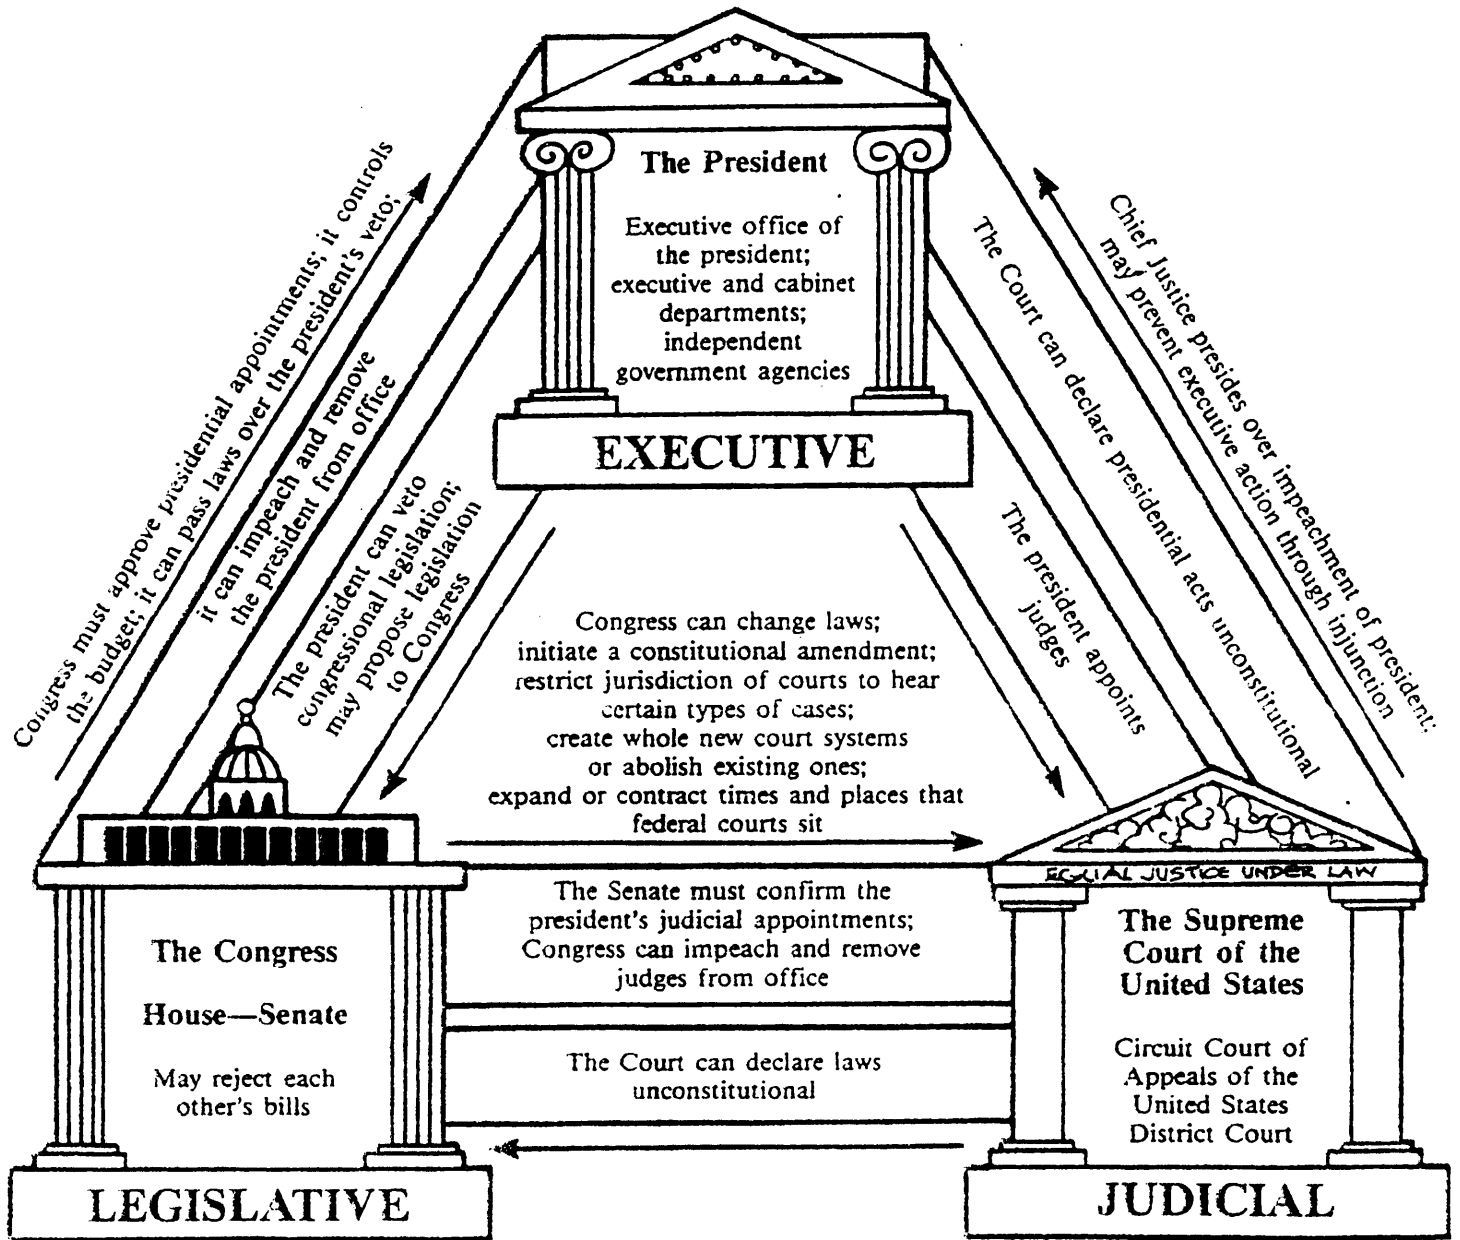 The President
Executive office of
the president;
executive and cabinet
departments;
independent
government agencies
EXECUTIVE
Congress must approve presidential appointments; it controls
the budget; it can pass laws over the president's veto;
it can impeach and remove
the president from office
The president can veto
congressional legislation;
may propose legislation
to Congress
Chief Justice presides over impeachment of president;
may prevent executive action through injunction
The Court can declare presidential acts unconstitutional
The president appoints
judges
Congress can change laws;
initiate a constitutional amendment;
restrict jurisdiction of courts to hear
certain types of cases;
create whole new court systems
or abolish existing ones;
expand or contract times and places that
federal courts sit
The Senate must confirm the
president's judicial appointments;
Congress can impeach and remove
judges from office
The Court can declare laws
unconstitutional
The Congress
House—Senate
May reject each
other's bills
LEGISLATIVE
EQUAL JUSTICE UNDER LAW
The Supreme
Court of the
United States
Circuit Court of
Appeals of the
United States
District Court
JUDICIAL